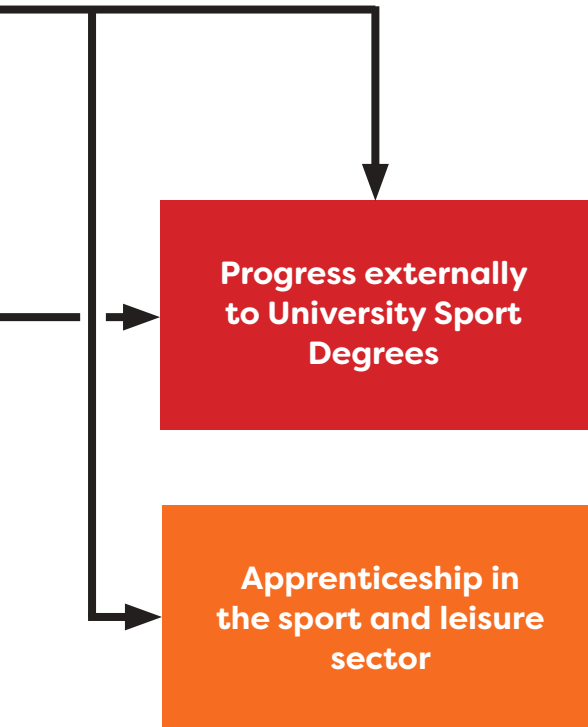 Progress externally
to University Sport
Degrees
Apprenticeship in
the sport and leisure
sector